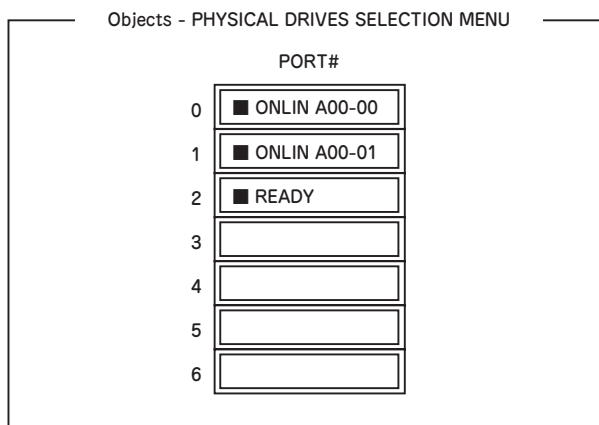 Objects - PHYSICAL DRIVES SELECTION MENU
PORT#
0 ■ ONLIN A00-00
1 ■ ONLIN A00-01
2 ■ READY
3
4
5
6